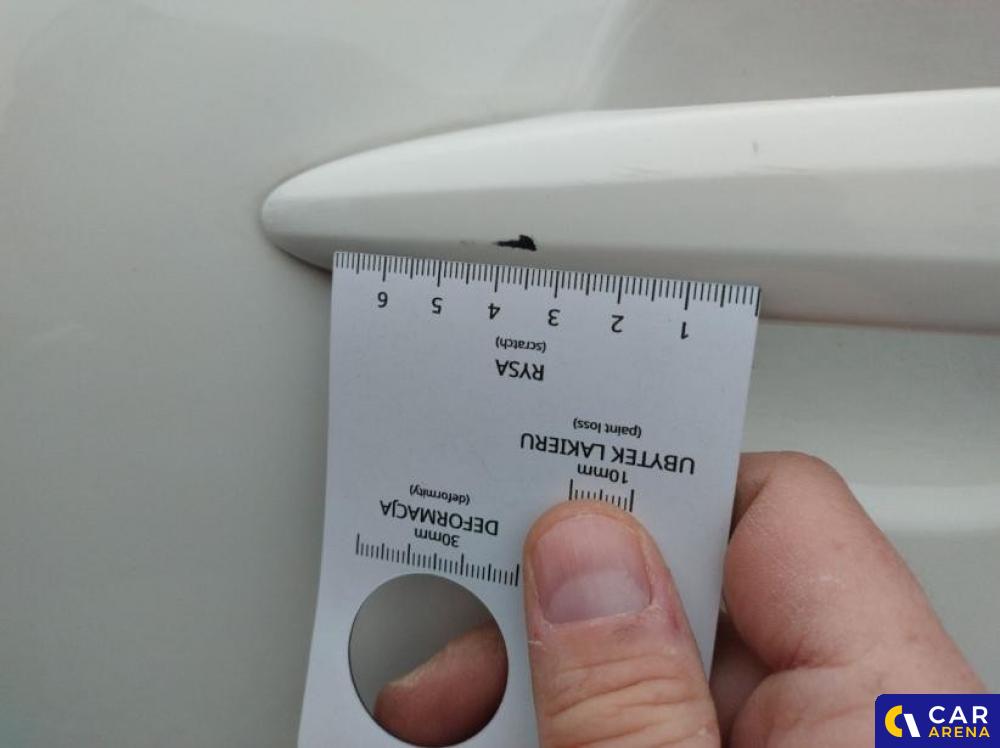 6 5 4 3 2 1
(scratch)
RYSA
(paint loss)
UBYTEK LAKIERU
10mm
(deformity)
DEFORMACJA
30mm
CAR
ARENA